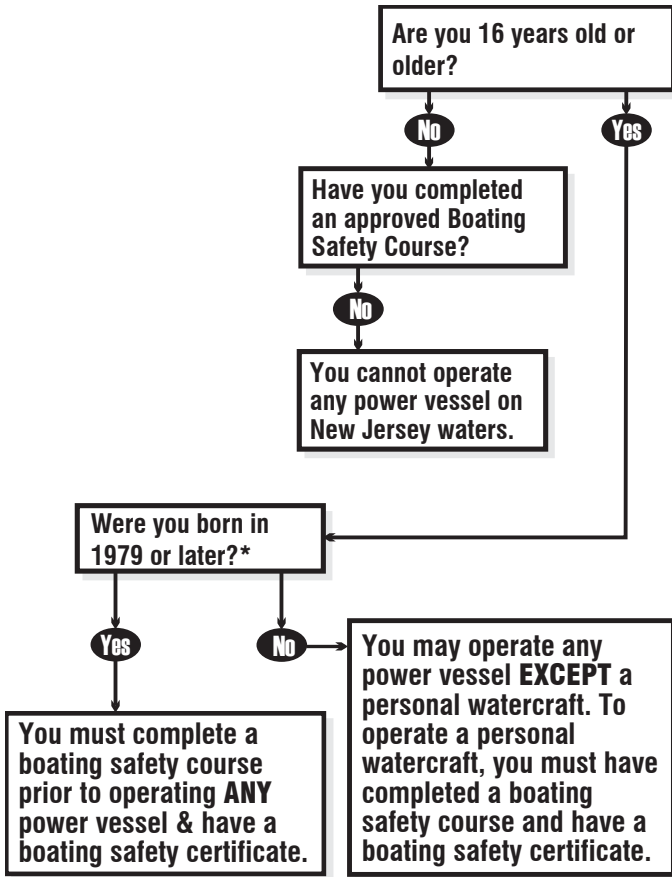 Are you 16 years old or
older?
No
Yes
Have you completed
an approved Boating
Safety Course?
No
You cannot operate
any power vessel on
New Jersey waters.
Were you born in
1979 or later?*
Yes
No
You must complete a
boating safety course
prior to operating ANY
power vessel & have a
boating safety certificate.
You may operate any
power vessel EXCEPT a
personal watercraft. To
operate a personal
watercraft, you must have
completed a boating
safety course and have a
boating safety certificate.